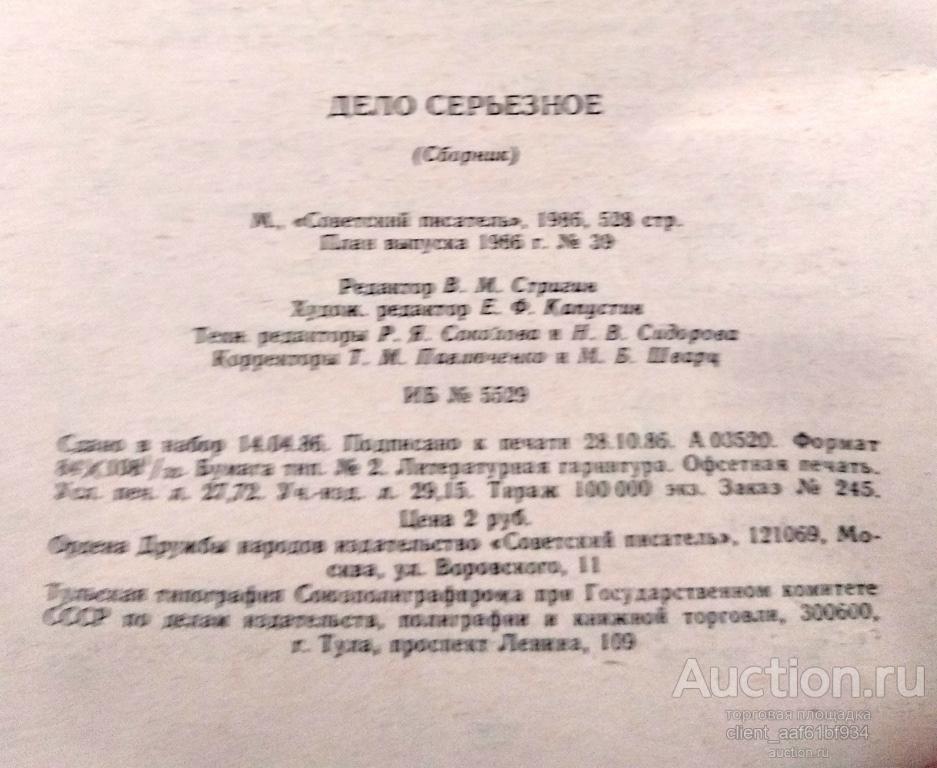 ДЕЛО СЕРЬЕЗНОЕ
(Сборник)
М., «Советский писатель», 1986, 528 стр.
План выпуска 1986 г. № 39
Редактор В. М. Стригин
Худож. редактор Е. Ф. Капустин
Техн. редакторы Р. Я. Соколова и Н. В. Сидорова
Корректоры Т. М. Павлюченко и М. Б. Шварц
ИБ № 5529
Сдано в набор 14.04.86. Подписано к печати 28.10.86. А 03520. Формат
Бумага тип. № 2. Литературная гарнитура. Офсетная печать.
Усл. печ. л. 27,72. Уч.-изд. л. 29,15. Тираж 100 000 экз. Заказ № 245.
Цена 2 руб.
Ордена Дружбы народов издательство «Советский писатель», 121069, Мо-
сква, ул. Воровского, 11
Тульская типография Союзполиграфпрома при Государственном комитете
СССР по делам издательств, полиграфии и книжной торговли, 300600,
г. Тула, проспект Ленина, 109
Auction.ru
торговая площадка
client_aaf61bf934
auction.ru